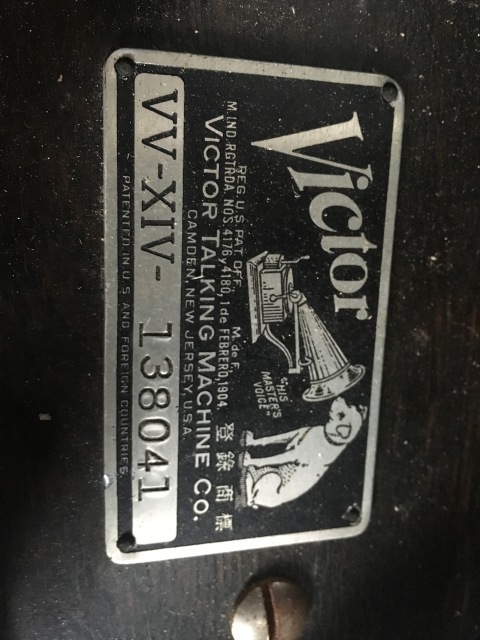 Victor
"HIS
MASTER'S
VOICE"
REG. U.S. PAT. OFF. M. de F.
M. IND. RGTRDA. NOS. 4176 y 4180, 1 de FEBRERO, 1904. 登錄商標
VICTOR TALKING MACHINE CO.
CAMDEN, NEW JERSEY, U.S.A.
VV-XIV- 138041
PATENTED IN U.S. AND FOREIGN COUNTRIES